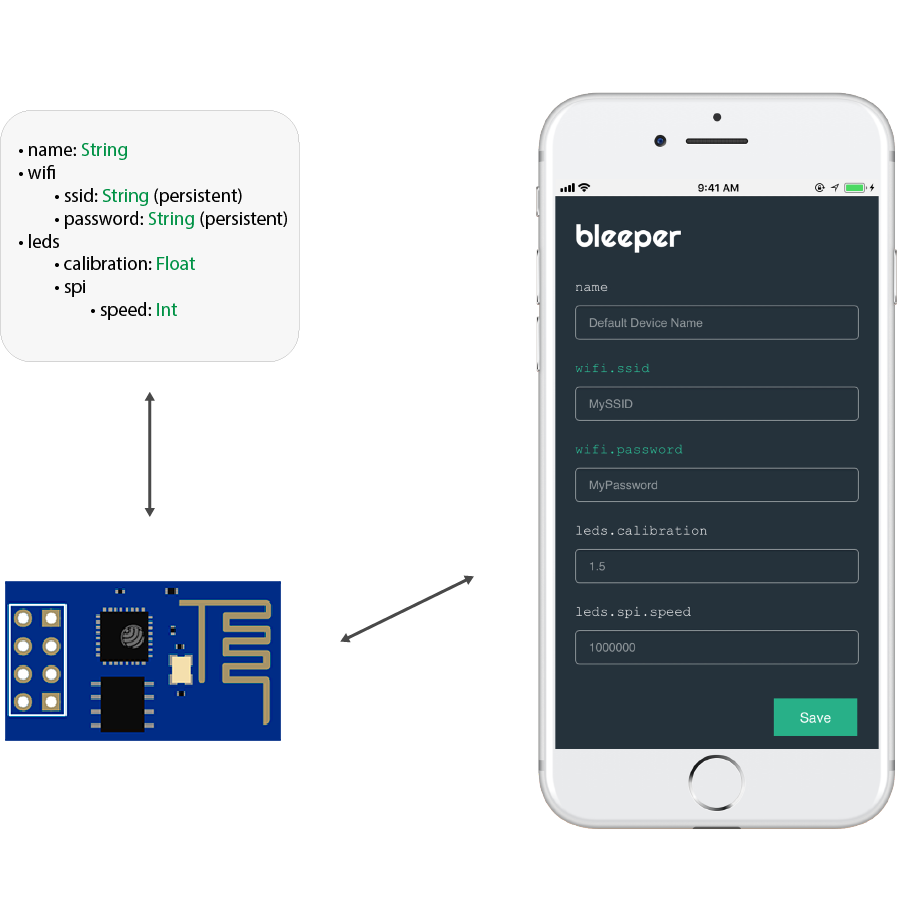 • name: String
• wifi
• ssid: String (persistent)
• password: String (persistent)
• leds
• calibration: Float
• spi
• speed: Int
9:41 AM
bleeper
name
Default Device Name
wifi.ssid
MySSID
wifi.password
MyPassword
leds.calibration
1.5
leds.spi.speed
1000000
Save